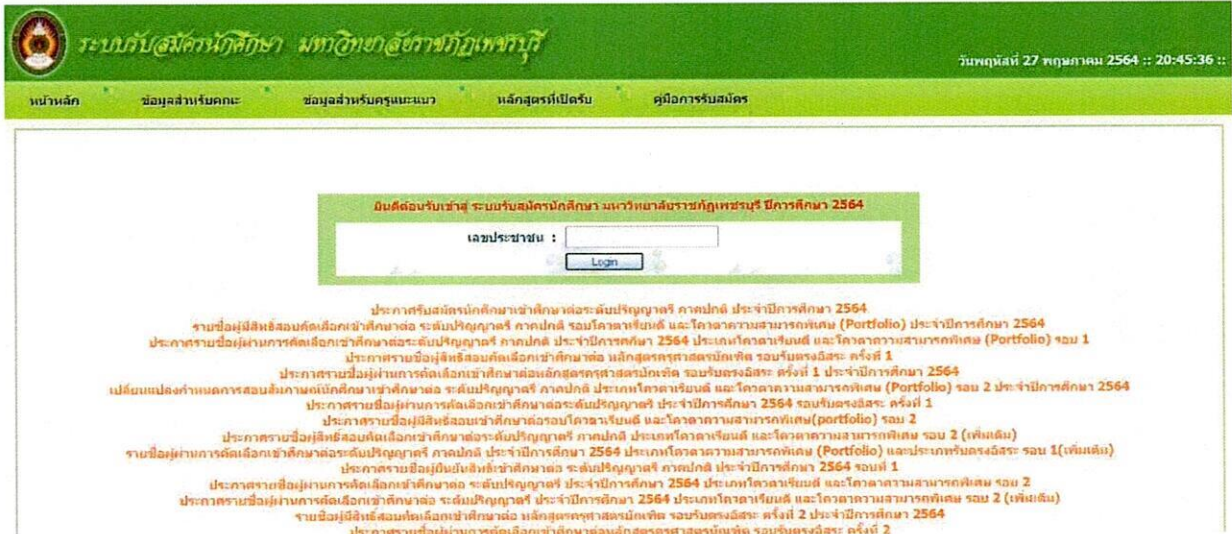 ระบบรับสมัครนักศึกษา มหาวิทยาลัยราชภัฏเพชรบุรี
วันพฤหัสที่ 27 พฤษภาคม 2564 :: 20:45:36 ::
หน้าหลัก ข้อมูลสำหรับคณะ ข้อมูลสำหรับครูแนะแนว หลักสูตรที่เปิดรับ คู่มือการรับสมัคร
ยินดีต้อนรับเข้าสู่ ระบบรับสมัครนักศึกษา มหาวิทยาลัยราชภัฏเพชรบุรี ปีการศึกษา 2564
เลขประชาชน :
Login
ประกาศรับสมัครนักศึกษาเข้าศึกษาต่อระดับปริญญาตรี ภาคปกติ ประจำปีการศึกษา 2564
รายชื่อผู้มีสิทธิ์สอบคัดเลือกเข้าศึกษาต่อ ระดับปริญญาตรี ภาคปกติ รอบโควตาเรียนดี และโควตาความสามารถพิเศษ (Portfolio) ประจำปีการศึกษา 2564
ประกาศรายชื่อผู้ผ่านการคัดเลือกเข้าศึกษาต่อระดับปริญญาตรี ภาคปกติ ประจำปีการศึกษา 2564 ประเภทโควตาเรียนดี และโควตาความสามารถพิเศษ (Portfolio) รอบ 1
ประกาศรายชื่อผู้สิทธิ์สอบคัดเลือกเข้าศึกษาต่อ หลักสูตรครุศาสตรบัณฑิต รอบรับตรงอิสระ ครั้งที่ 1
ประกาศรายชื่อผู้ผ่านการคัดเลือกเข้าศึกษาต่อหลักสูตรครุศาสตรบัณฑิต รอบรับตรงอิสระ ครั้งที่ 1 ประจำปีการศึกษา 2564
เปลี่ยนแปลงกำหนดการสอบสัมภาษณ์นักศึกษาเข้าศึกษาต่อ ระดับปริญญาตรี ภาคปกติ ประเภทโควตาเรียนดี และโควตาความสามารถพิเศษ (Portfolio) รอบ 2 ประจำปีการศึกษา 2564
ประกาศรายชื่อผู้ผ่านการคัดเลือกเข้าศึกษาต่อระดับปริญญาตรี ประจำปีการศึกษา 2564 รอบรับตรงอิสระ ครั้งที่ 1
ประกาศรายชื่อผู้มีสิทธิ์สอบเข้าศึกษาต่อรอบโควตาเรียนดี และโควตาความสามารถพิเศษ(portfolio) รอบ 2
ประกาศรายชื่อผู้สิทธิ์สอบคัดเลือกเข้าศึกษาต่อระดับปริญญาตรี ภาคปกติ ประเภทโควตาเรียนดี และโควตาความสามารถพิเศษ รอบ 2 (เพิ่มเติม)
รายชื่อผู้ผ่านการคัดเลือกเข้าศึกษาต่อระดับปริญญาตรี ภาคปกติ ประจำปีการศึกษา 2564 ประเภทโควตาความสามารถพิเศษ (Portfolio) และประเภทรับตรงอิสระ รอบ 1(เพิ่มเติม)
ประกาศรายชื่อผู้ยืนยันสิทธิ์เข้าศึกษาต่อ ระดับปริญญาตรี ภาคปกติ ประจำปีการศึกษา 2564 รอบที่ 1
ประกาศรายชื่อผู้ผ่านการคัดเลือกเข้าศึกษาต่อ ระดับปริญญาตรี ประจำปีการศึกษา 2564 ประเภทโควตาเรียนดี และโควตาความสามารถพิเศษ รอบ 2
ประกาศรายชื่อผู้ผ่านการคัดเลือกเข้าศึกษาต่อ ระดับปริญญาตรี ประจำปีการศึกษา 2564 ประเภทโควตาเรียนดี และโควตาความสามารถพิเศษ รอบ 2 (เพิ่มเติม)
รายชื่อผู้มีสิทธิ์สอบคัดเลือกเข้าศึกษาต่อ หลักสูตรครุศาสตรบัณฑิต รอบรับตรงอิสระ ครั้งที่ 2 ประจำปีการศึกษา 2564
ประกาศรายชื่อผู้ผ่านการคัดเลือกเข้าศึกษาต่อหลักสูตรครุศาสตรบัณฑิต รอบรับตรงอิสระ ครั้งที่ 2